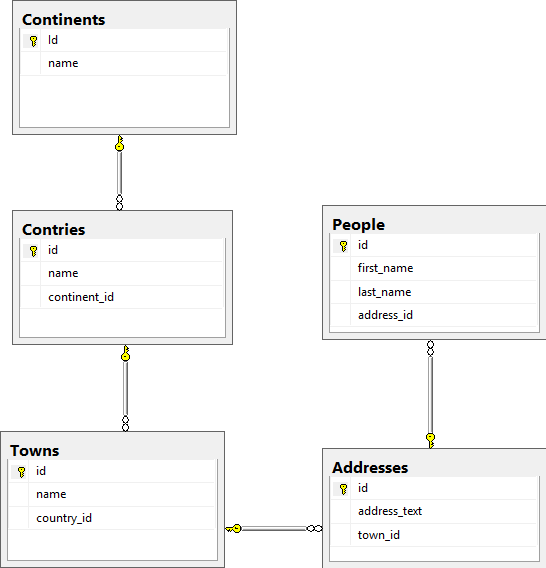 Continents
Id
name
Contries
id
name
continent_id
People
id
first_name
last_name
address_id
Towns
id
name
country_id
Addresses
id
address_text
town_id